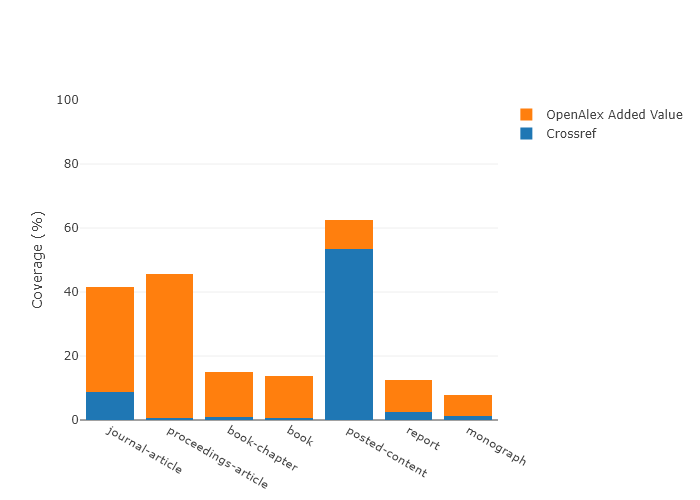 100
80
60
40
20
0
Coverage (%)
journal-article
proceedings-article
book-chapter
book
posted-content
report
monograph
OpenAlex Added Value
Crossref